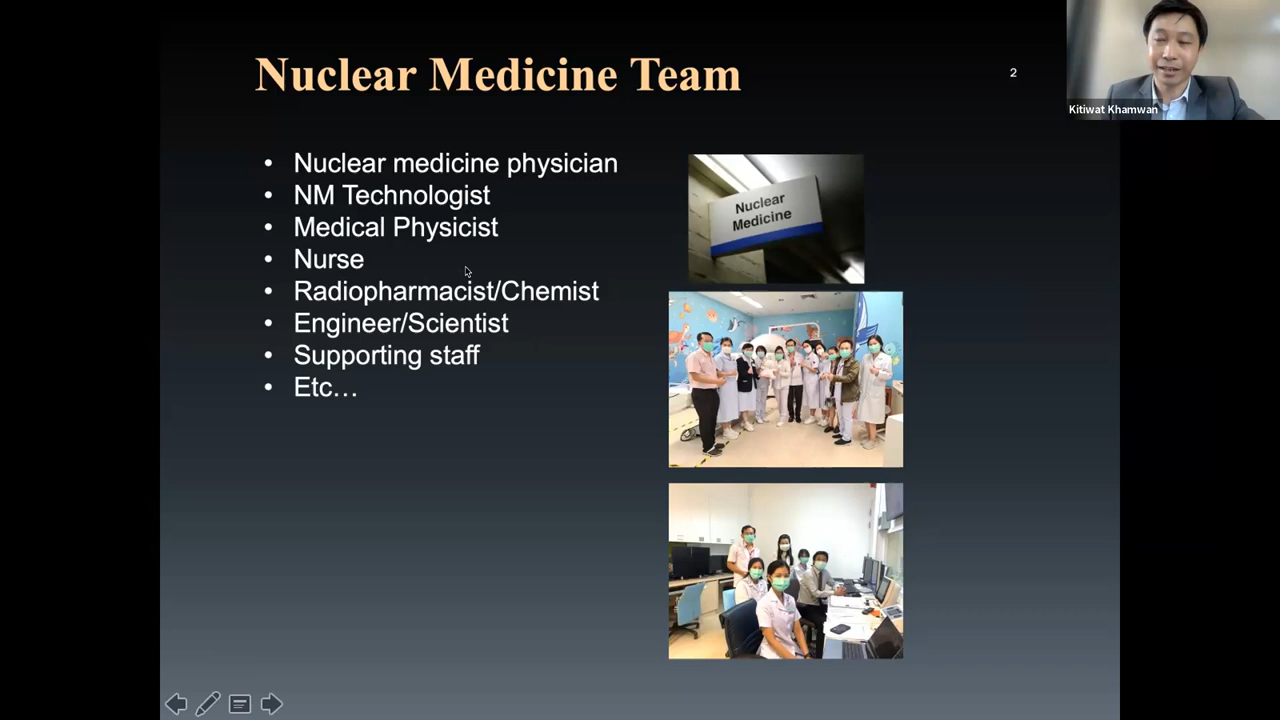 Nuclear Medicine Team
2
Kitiwat Khamwan
• Nuclear medicine physician
• NM Technologist
• Medical Physicist
• Nurse
• Radiopharmacist/Chemist
• Engineer/Scientist
• Supporting staff
• Etc…
Nuclear
Medicine